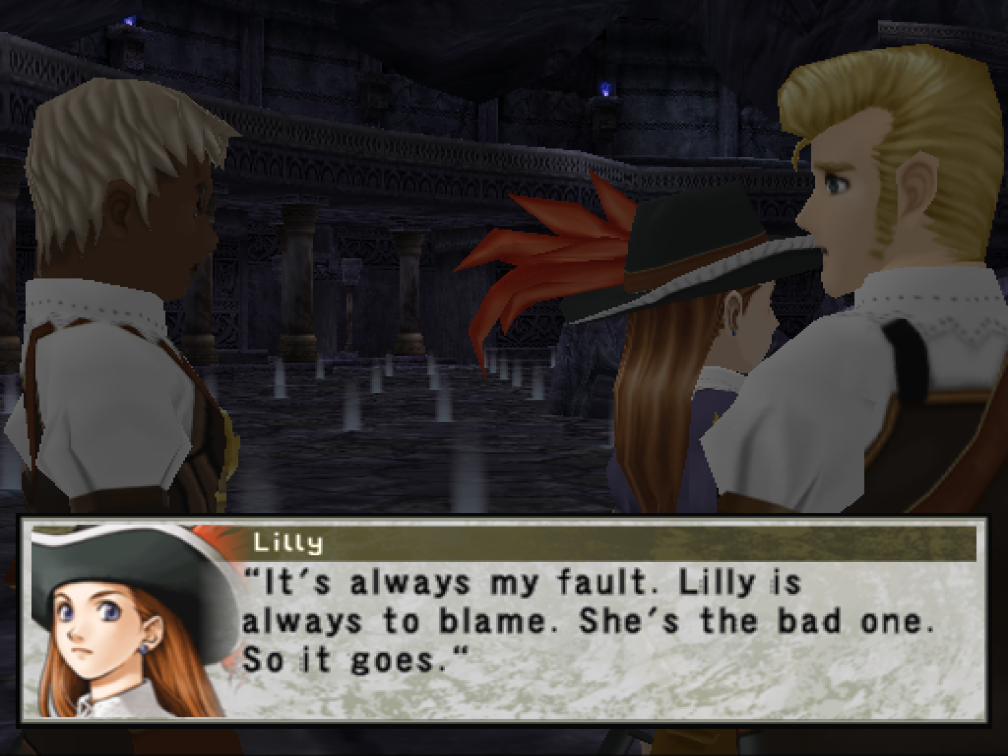 Lilly
“It's always my fault. Lilly is
always to blame. She's the bad one.
So it goes.“